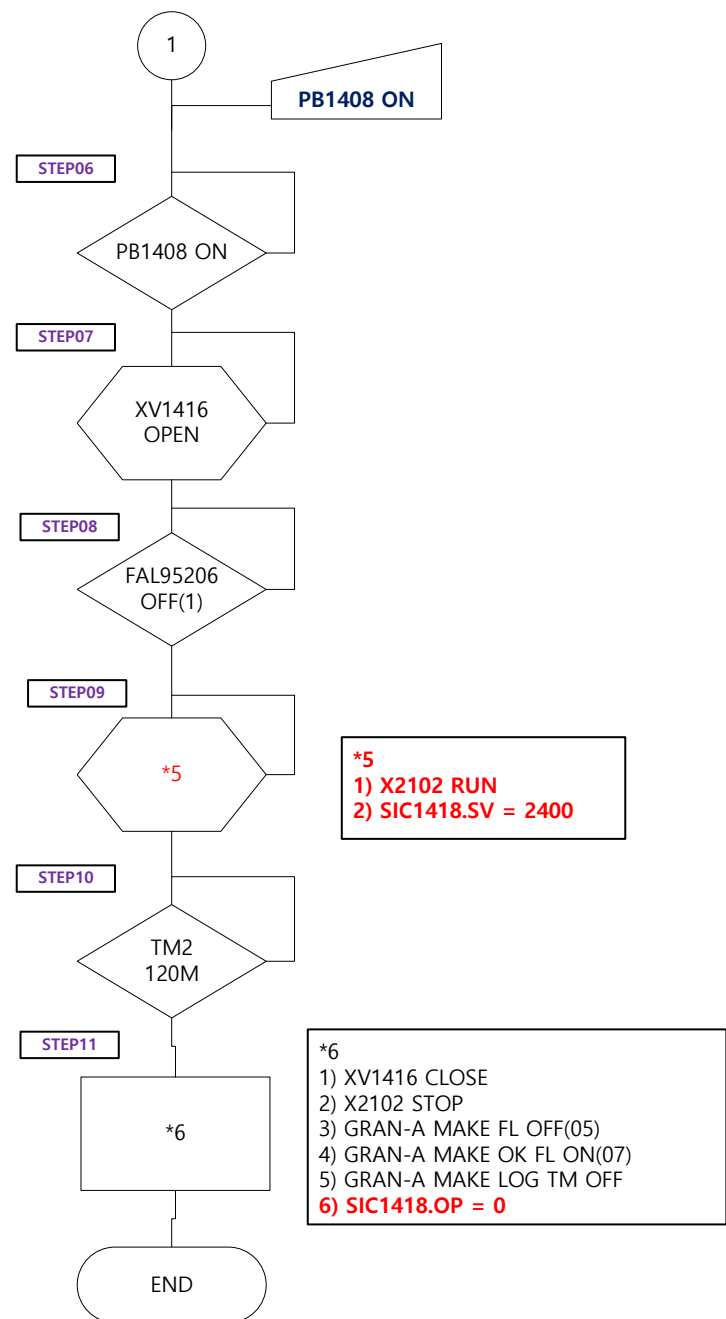 1
PB1408 ON
STEP06
PB1408 ON
STEP07
XV1416
OPEN
STEP08
FAL95206
OFF(1)
STEP09
*5
*5
1) X2102 RUN
2) SIC1418.SV = 2400
STEP10
TM2
120M
STEP11
*6
*6
1) XV1416 CLOSE
2) X2102 STOP
3) GRAN-A MAKE FL OFF(05)
4) GRAN-A MAKE OK FL ON(07)
5) GRAN-A MAKE LOG TM OFF
6) SIC1418.OP = 0
END